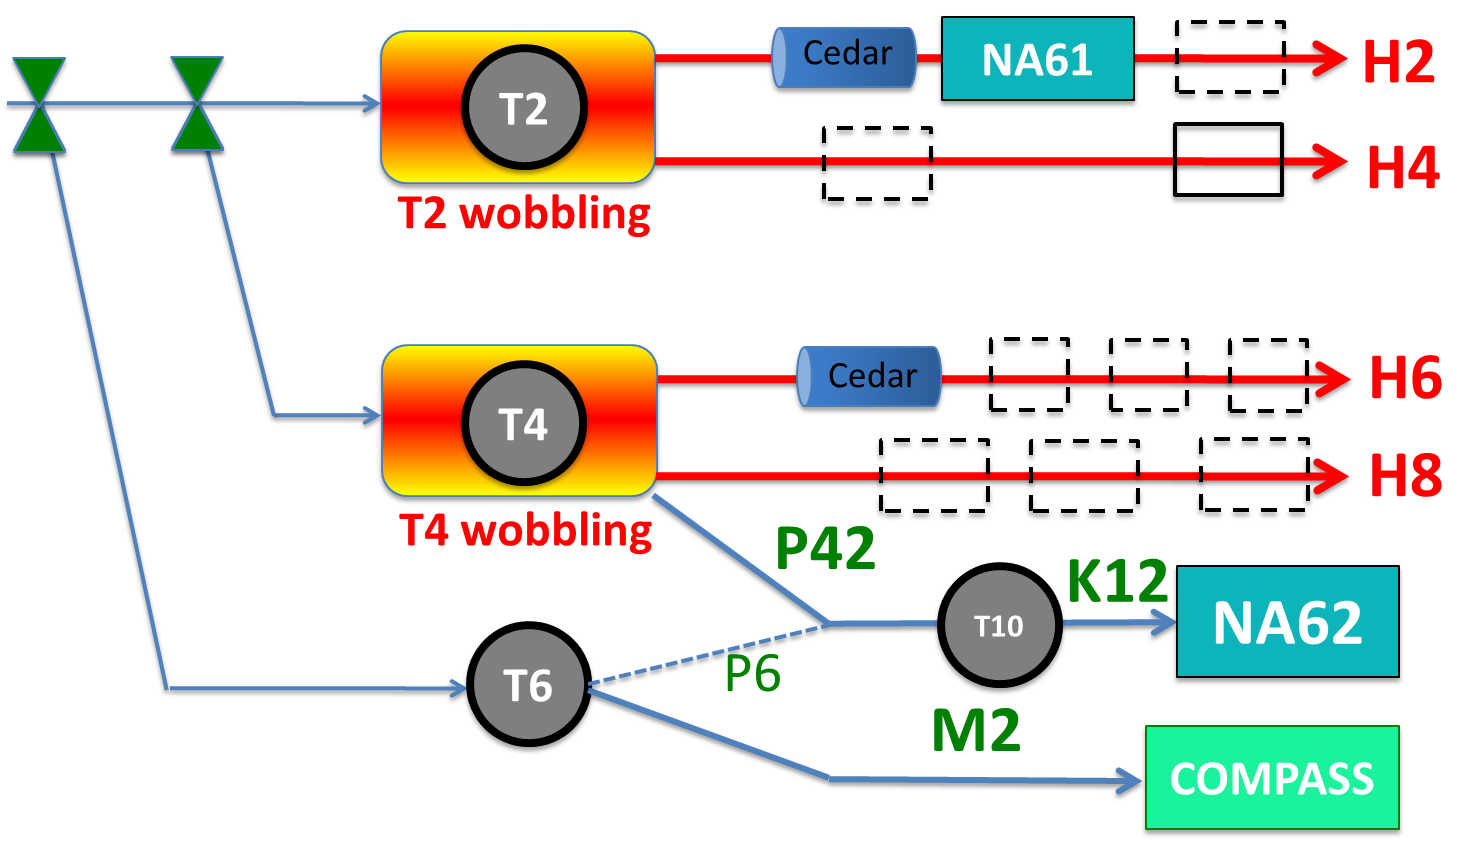 T2
Cedar
NA61
H2
H4
T2 wobbling
T4
Cedar
H6
H8
T4 wobbling
P42
T10
K12
NA62
T6
P6
M2
COMPASS